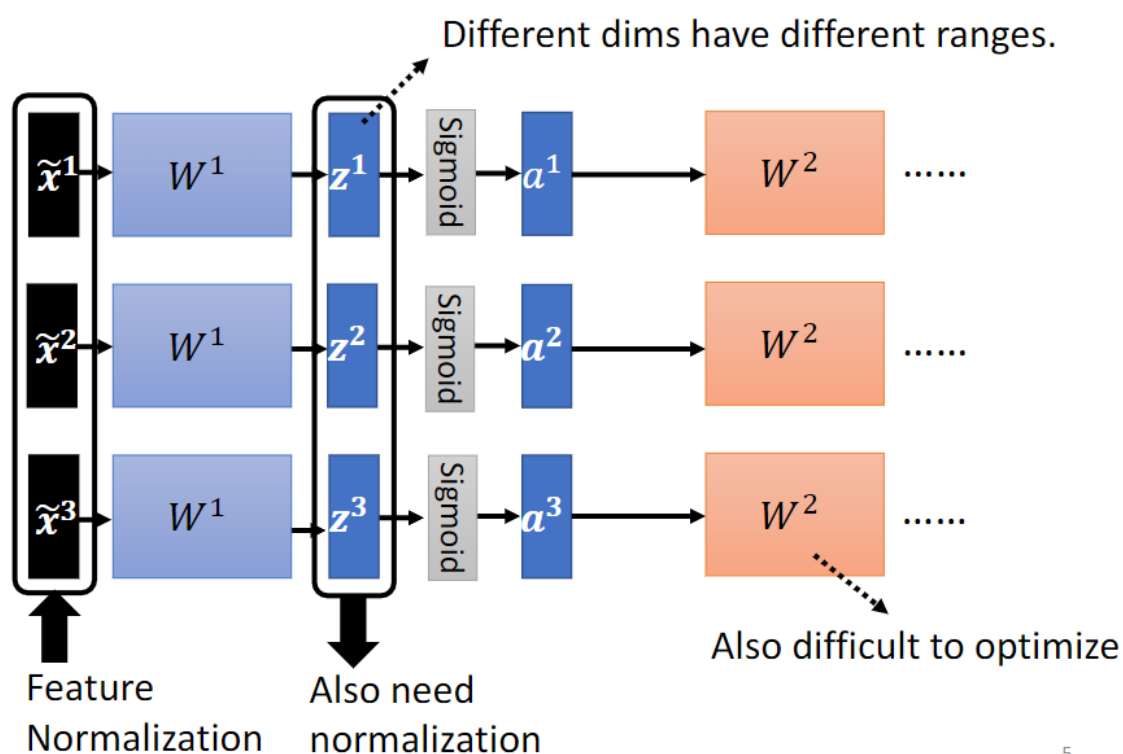 Different dims have different ranges.
x̃¹ W¹ z¹ Sigmoid a¹ W² ……
x̃² W¹ z² Sigmoid a² W² ……
x̃³ W¹ z³ Sigmoid a³ W² ……
Also difficult to optimize
Feature
Normalization
Also need
normalization
5